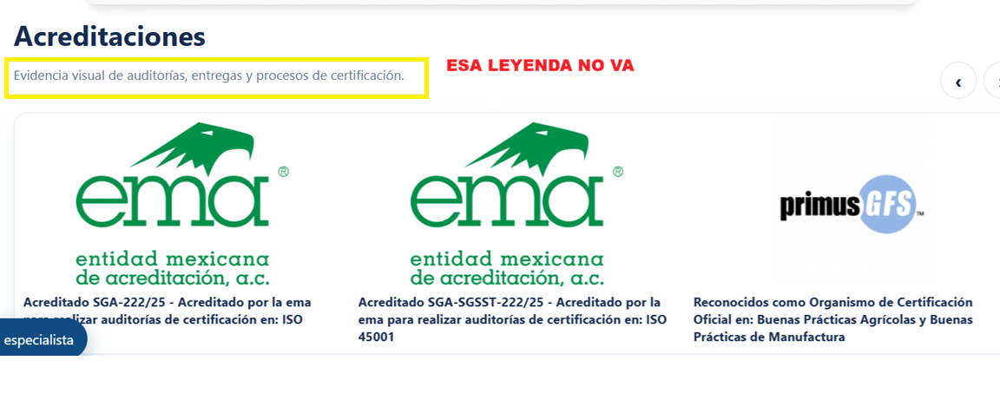 Acreditaciones
Evidencia visual de auditorías, entregas y procesos de certificación.
ESA LEYENDA NO VA
‹
ema®
entidad mexicana
de acreditación, a.c.
Acreditado SGA-222/25 - Acreditado por la ema
para realizar auditorías de certificación en: ISO
ema®
entidad mexicana
de acreditación, a.c.
Acreditado SGA-SGSST-222/25 - Acreditado por la
ema para realizar auditorías de certificación en: ISO
45001
primusGFS™
Reconocidos como Organismo de Certificación
Oficial en: Buenas Prácticas Agrícolas y Buenas
Prácticas de Manufactura
especialista